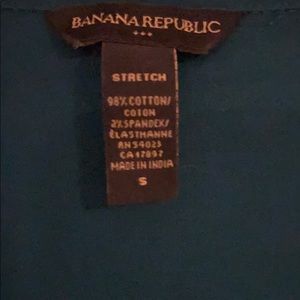 BANANA REPUBLIC
***
STRETCH
98% COTTON/
COTON
2% SPANDEX/
ÉLASTHANNE
RN 54023
CA 17897
MADE IN INDIA
S